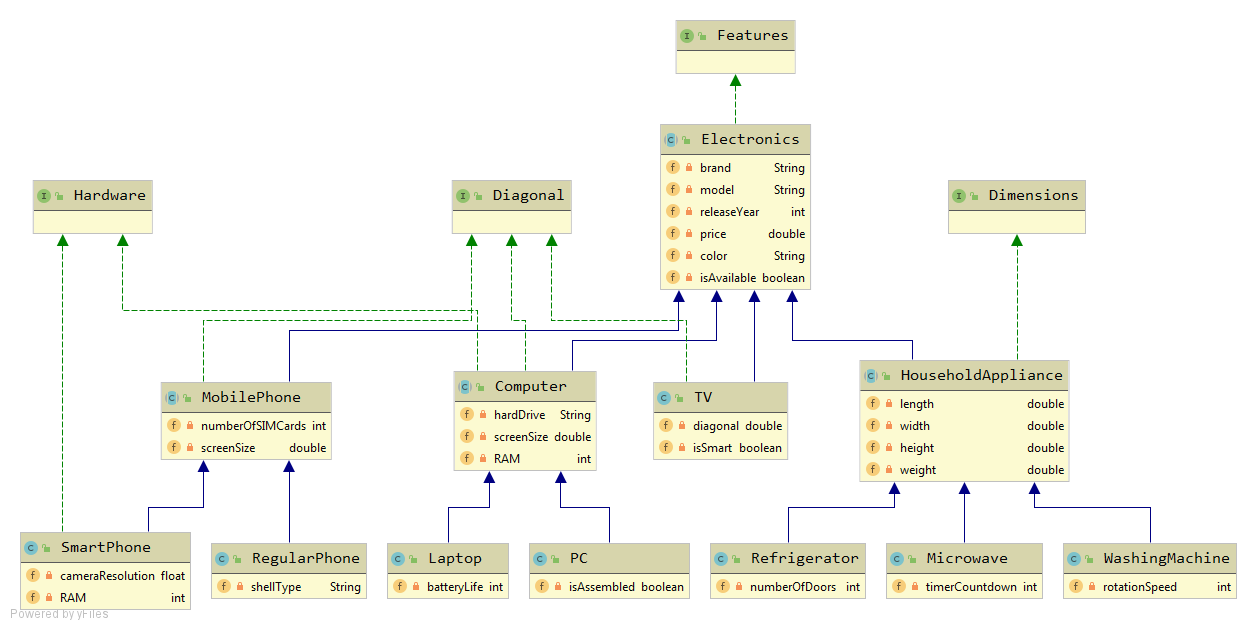 Features
Electronics
brand String
model String
releaseYear int
price double
color String
isAvailable boolean
Hardware
Diagonal
Dimensions
MobilePhone
numberOfSIMCards int
screenSize double
Computer
hardDrive String
screenSize double
RAM int
TV
diagonal double
isSmart boolean
HouseholdAppliance
length double
width double
height double
weight double
SmartPhone
cameraResolution float
RAM int
RegularPhone
shellType String
Laptop
batteryLife int
PC
isAssembled boolean
Refrigerator
numberOfDoors int
Microwave
timerCountdown int
WashingMachine
rotationSpeed int
Powered by yFiles